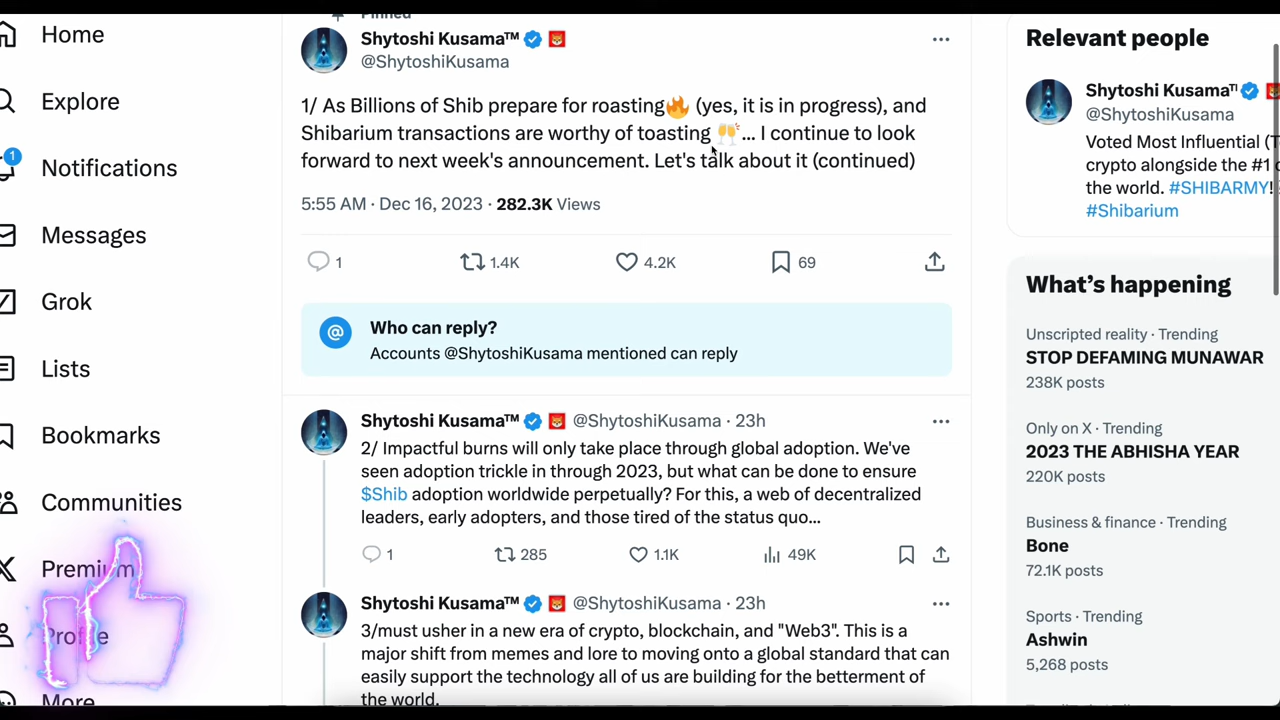 Home
Explore
1
Notifications
Messages
Grok
Lists
Bookmarks
Communities
Premium
Profile
More
Pinned
Shytoshi Kusama™
@ShytoshiKusama
1/ As Billions of Shib prepare for roasting🔥 (yes, it is in progress), and
Shibarium transactions are worthy of toasting 🥂... I continue to look
forward to next week's announcement. Let's talk about it (continued)
5:55 AM · Dec 16, 2023 · 282.3K Views
1 1.4K 4.2K 69
@
Who can reply?
Accounts @ShytoshiKusama mentioned can reply
Shytoshi Kusama™ @ShytoshiKusama · 23h
2/ Impactful burns will only take place through global adoption. We've
seen adoption trickle in through 2023, but what can be done to ensure
$Shib adoption worldwide perpetually? For this, a web of decentralized
leaders, early adopters, and those tired of the status quo...
1 285 1.1K 49K
Shytoshi Kusama™ @ShytoshiKusama · 23h
3/must usher in a new era of crypto, blockchain, and "Web3". This is a
major shift from memes and lore to moving onto a global standard that can
easily support the technology all of us are building for the betterment of
the world.
Relevant people
Shytoshi Kusama
@ShytoshiKusama
Voted Most Influential (T
crypto alongside the #1
the world. #SHIBARMY!
#Shibarium
What's happening
Unscripted reality · Trending
STOP DEFAMING MUNAWAR
238K posts
Only on X · Trending
2023 THE ABHISHA YEAR
220K posts
Business & finance · Trending
Bone
72.1K posts
Sports · Trending
Ashwin
5,268 posts